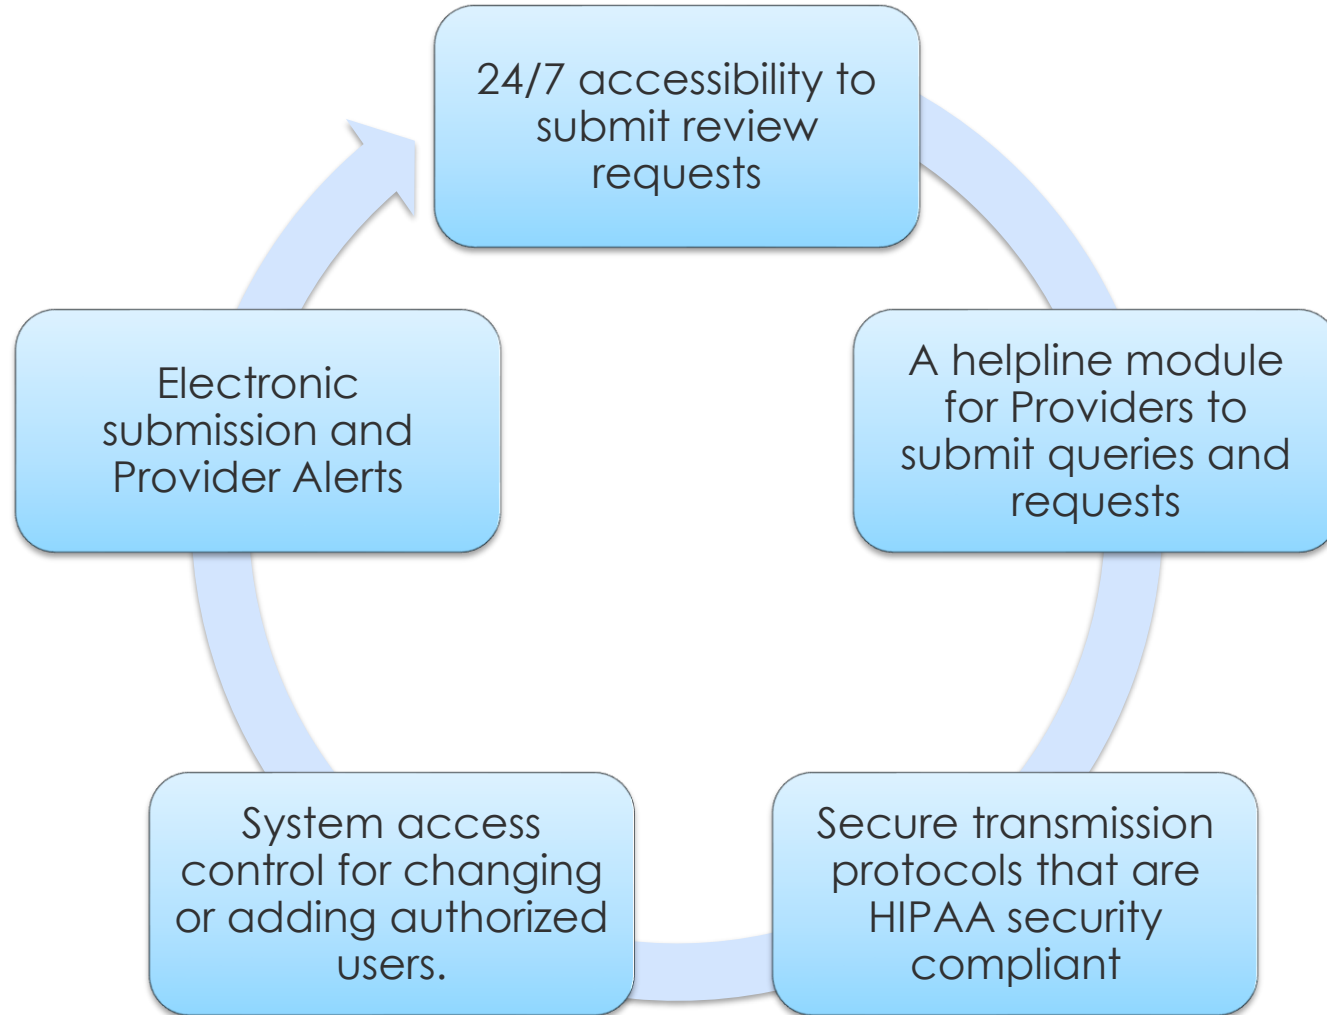 24/7 accessibility to
submit review
requests
A helpline module
for Providers to
submit queries and
requests
Secure transmission
protocols that are
HIPAA security
compliant
System access
control for changing
or adding authorized
users.
Electronic
submission and
Provider Alerts